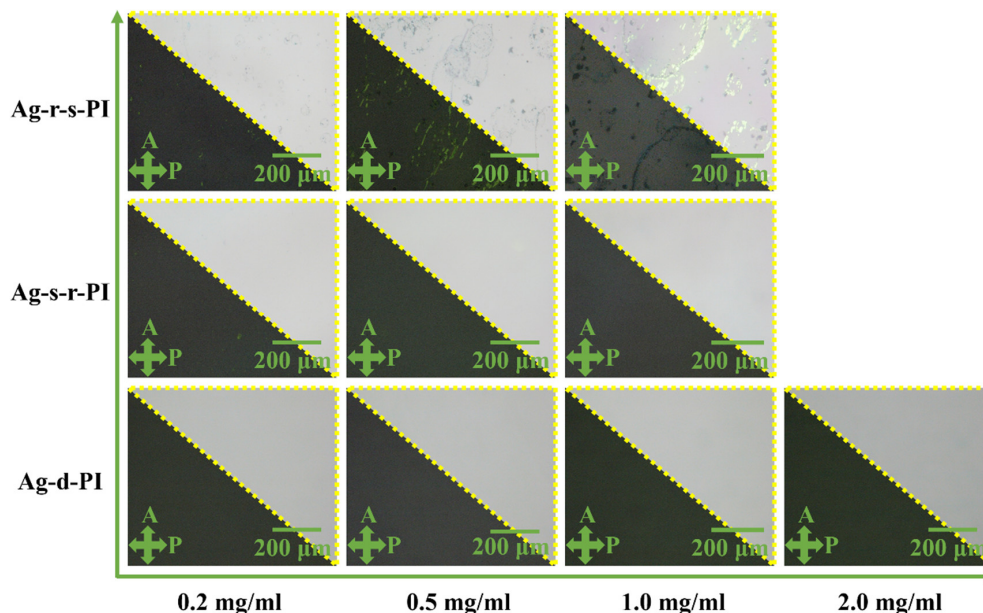 Ag-r-s-PI
A
P
200 μm
A
P
200 μm
A
P
200 μm
Ag-s-r-PI
A
P
200 μm
A
P
200 μm
A
P
200 μm
Ag-d-PI
A
P
200 μm
A
P
200 μm
A
P
200 μm
A
P
200 μm
0.2 mg/ml
0.5 mg/ml
1.0 mg/ml
2.0 mg/ml